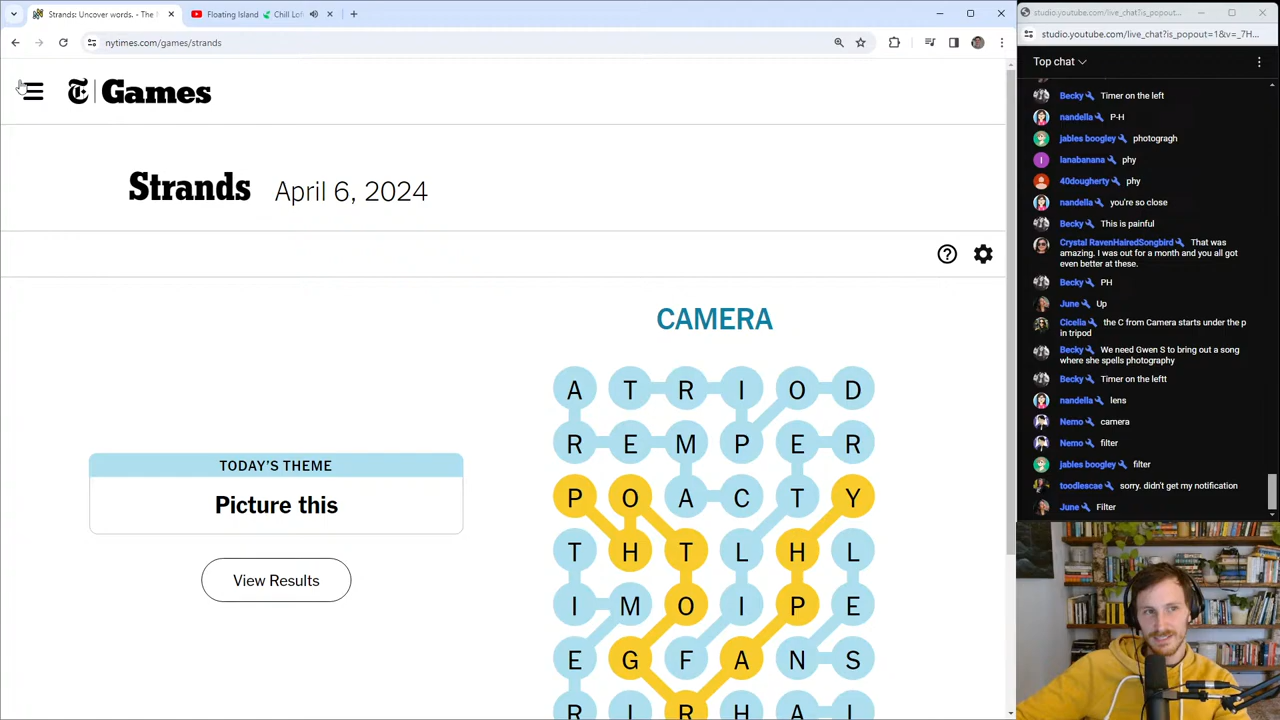 Strands: Uncover words. • The N
Floating Island 🏝 Chill Lofi
nytimes.com/games/strands
T Games
Strands April 6, 2024
CAMERA
TODAY'S THEME
Picture this
View Results
A T R I O D
R E M P E R
P O A C T Y
T H T L H L
I M O I P E
E G F A N S
R I R H A I
studio.youtube.com/live_chat?is_popout...
studio.youtube.com/live_chat?is_popout=1&v=_7H...
Top chat
Becky Timer on the left
nandella P-H
jables boogley photogragh
lanabanana phy
40dougherty phy
nandella you're so close
Becky This is painful
Crystal RavenHairedSongbird That was
amazing. I was out for a month and you all got
even better at these.
Becky PH
June Up
Cicelia the C from Camera starts under the p
in tripod
Becky We need Gwen S to bring out a song
where she spells photography
Becky Timer on the leftt
nandella lens
Nemo camera
Nemo filter
jables boogley filter
toodlescae sorry. didn't get my notification
June Filter